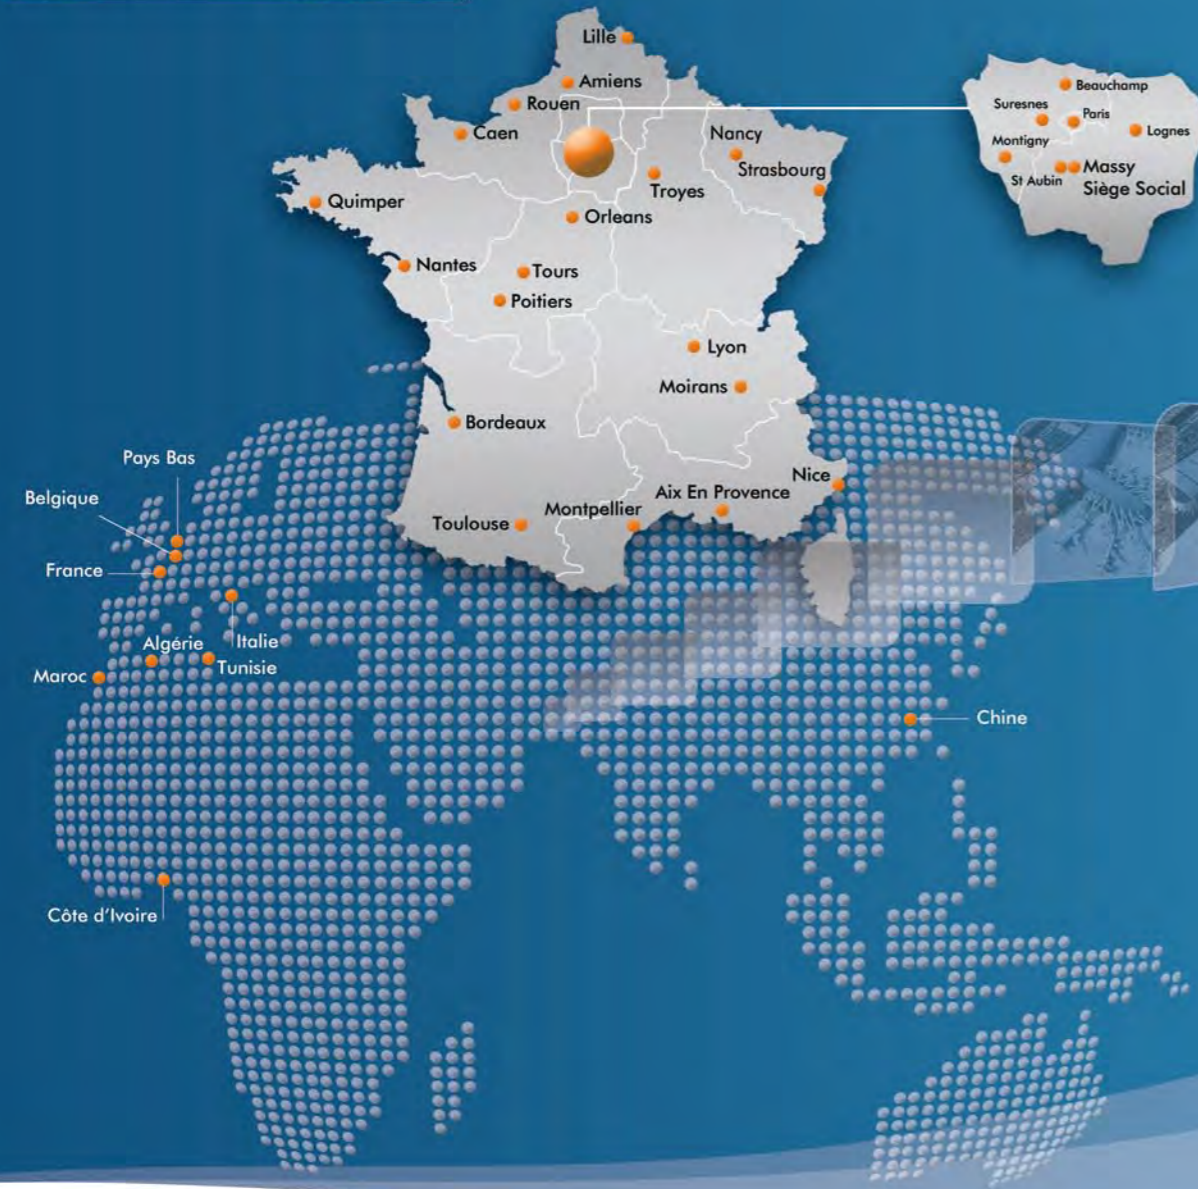 Lille
Amiens
Rouen
Caen
Nancy
Strasbourg
Troyes
Quimper
Orleans
Nantes
Tours
Poitiers
Lyon
Moirans
Bordeaux
Nice
Aix En Provence
Montpellier
Toulouse
Beauchamp
Suresnes
Paris
Lognes
Montigny
St Aubin
Massy
Siège Social
Pays Bas
Belgique
France
Italie
Algérie
Tunisie
Maroc
Chine
Côte d'Ivoire